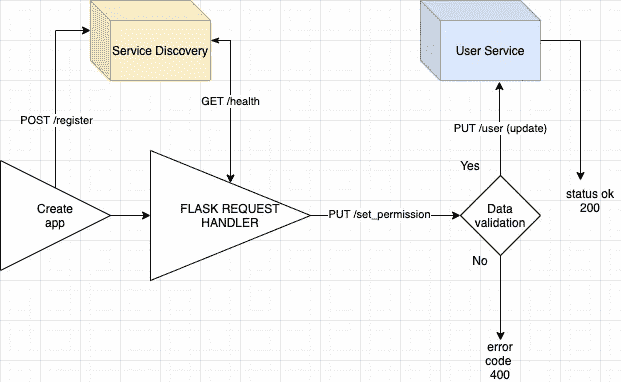 Service Discovery
User Service
GET /health
POST /register
PUT /user (update)
Yes
status ok
200
Create
app
FLASK REQUEST
HANDLER
PUT /set_permission
Data
validation
No
error
code
400